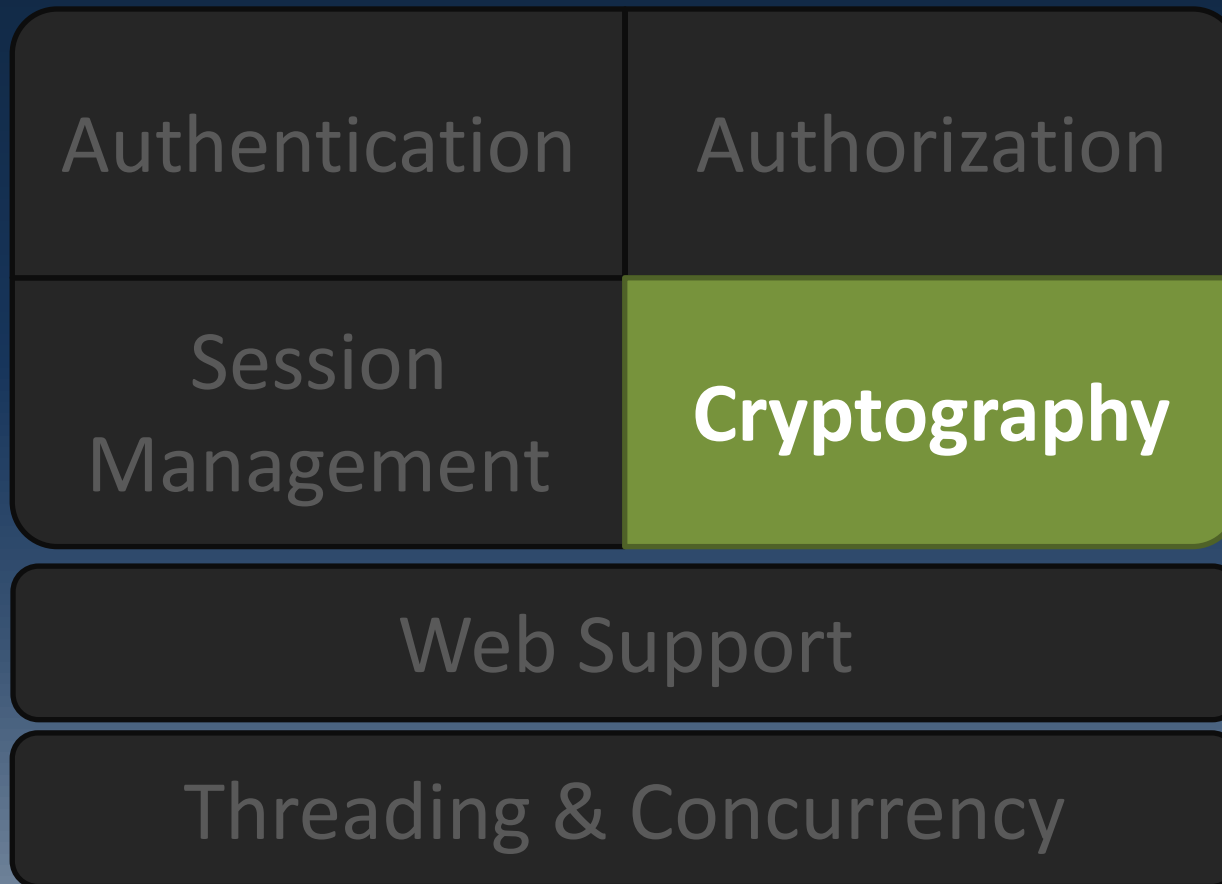 Authentication
Authorization
Session
Management
Cryptography
Web Support
Threading & Concurrency